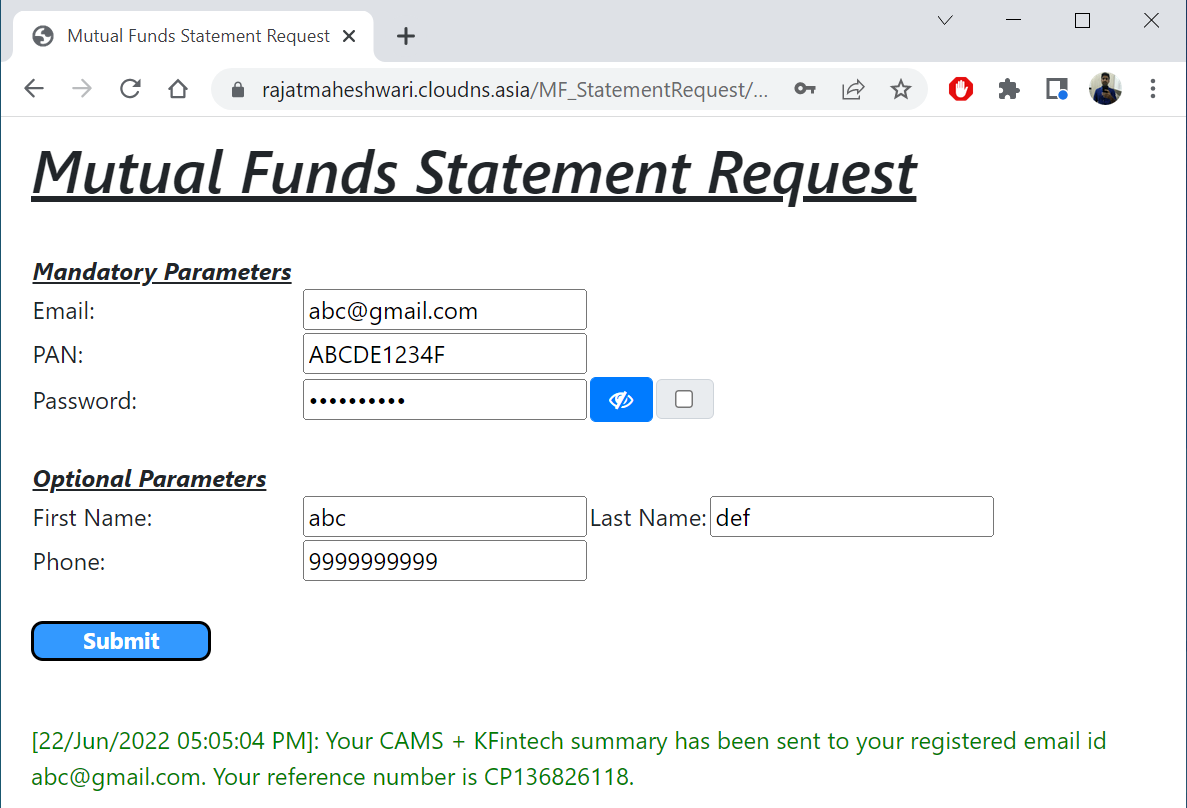 Mutual Funds Statement Request
rajatmaheshwari.cloudns.asia/MF_StatementRequest/...
Mutual Funds Statement Request
Mandatory Parameters
Email: abc@gmail.com
PAN: ABCDE1234F
Password: ••••••••••
Optional Parameters
First Name: abc Last Name: def
Phone: 9999999999
Submit
[22/Jun/2022 05:05:04 PM]: Your CAMS + KFintech summary has been sent to your registered email id
abc@gmail.com. Your reference number is CP136826118.